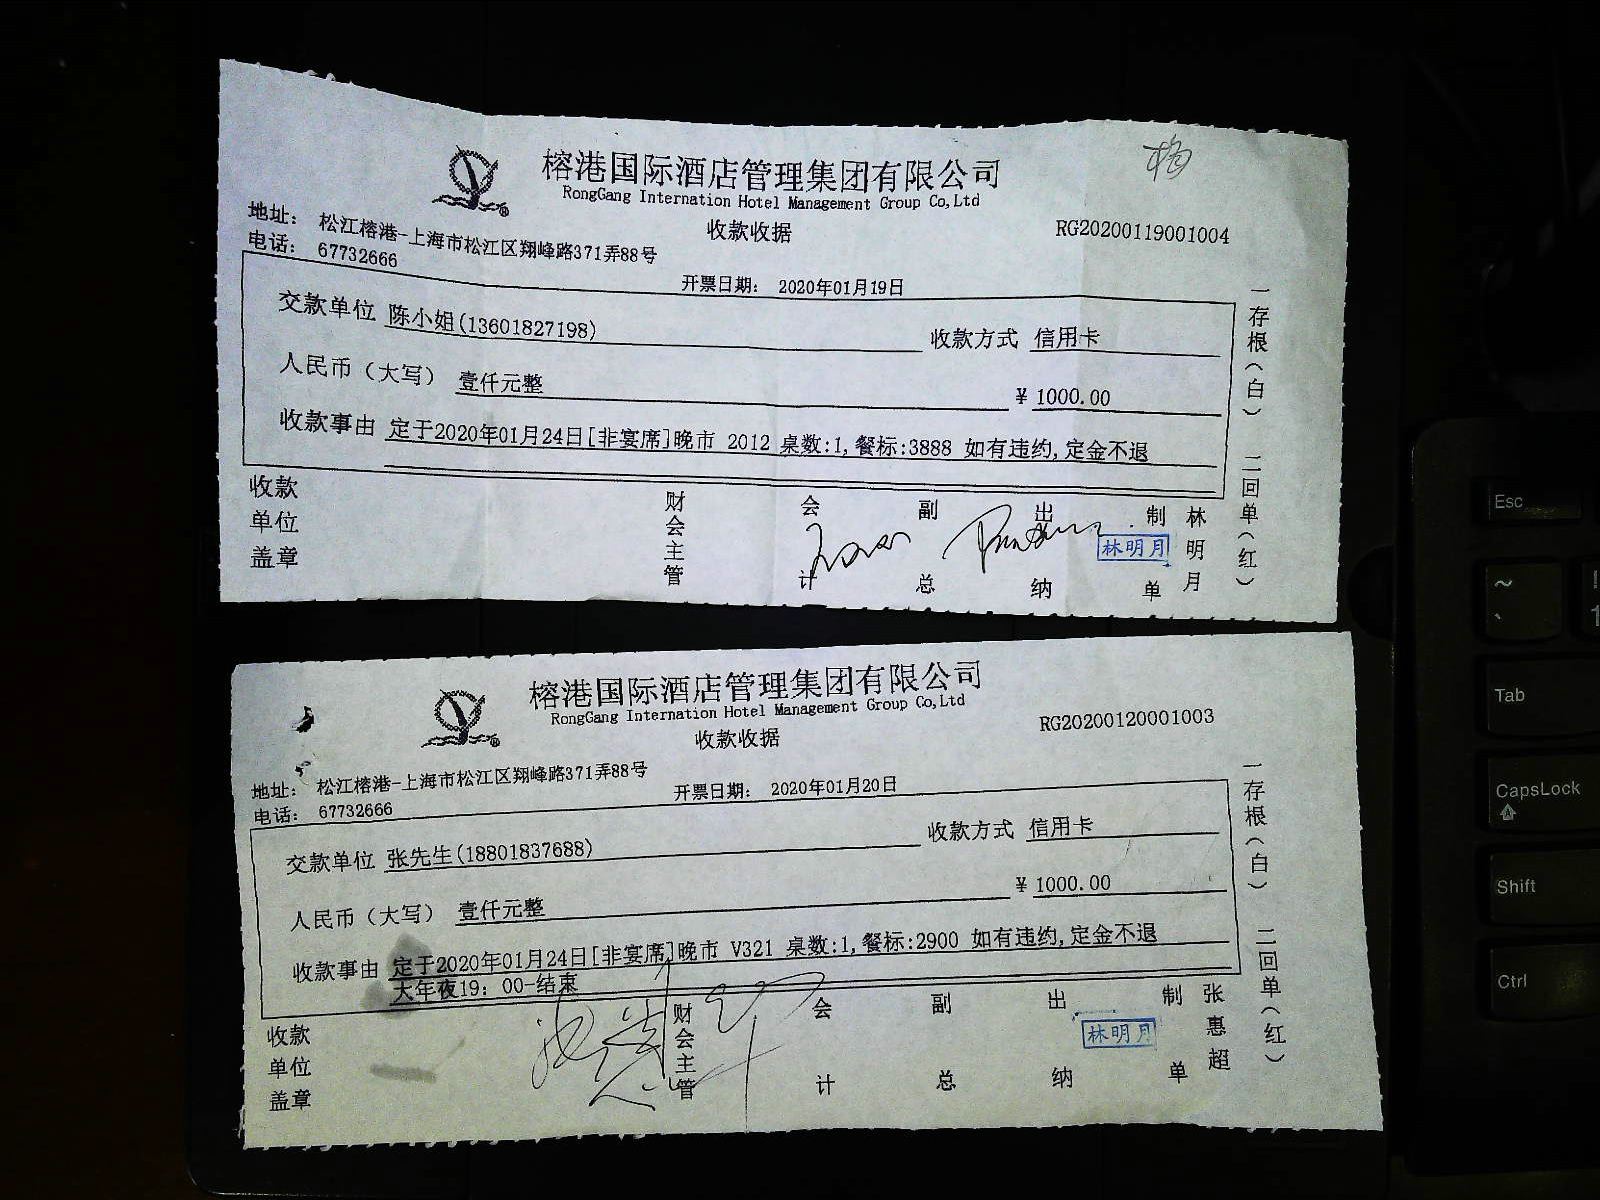 榕港国际酒店管理集团有限公司
RongGang Internation Hotel Management Group Co,Ltd
收款收据
RG20200119001004
地址: 松江榕港-上海市松江区翔峰路371弄88号
电话: 67732666
开票日期: 2020年01月19日
交款单位 陈小姐(13601827198) 收款方式 信用卡
人民币(大写) 壹仟元整 ¥ 1000.00
收款事由 定于2020年01月24日[非宴席]晚市 2012 桌数:1,餐标:3888 如有违约,定金不退
收款单位盖章 财会主管 会计 副总 出纳 制单 林明月
林明月
一存根(白) 二回单(红)
榕港国际酒店管理集团有限公司
RongGang Internation Hotel Management Group Co,Ltd
收款收据
RG20200120001003
地址: 松江榕港-上海市松江区翔峰路371弄88号
电话: 67732666
开票日期: 2020年01月20日
交款单位 张先生(18801837688) 收款方式 信用卡
人民币(大写) 壹仟元整 ¥ 1000.00
收款事由 定于2020年01月24日[非宴席]晚市 V321 桌数:1,餐标:2900 如有违约,定金不退
大年夜19: 00-结束
收款单位盖章 财会主管 会计 副总 出纳 制单 张惠超
林明月
一存根(白) 二回单(红)
Esc
~
Tab
CapsLock
Shift
Ctrl